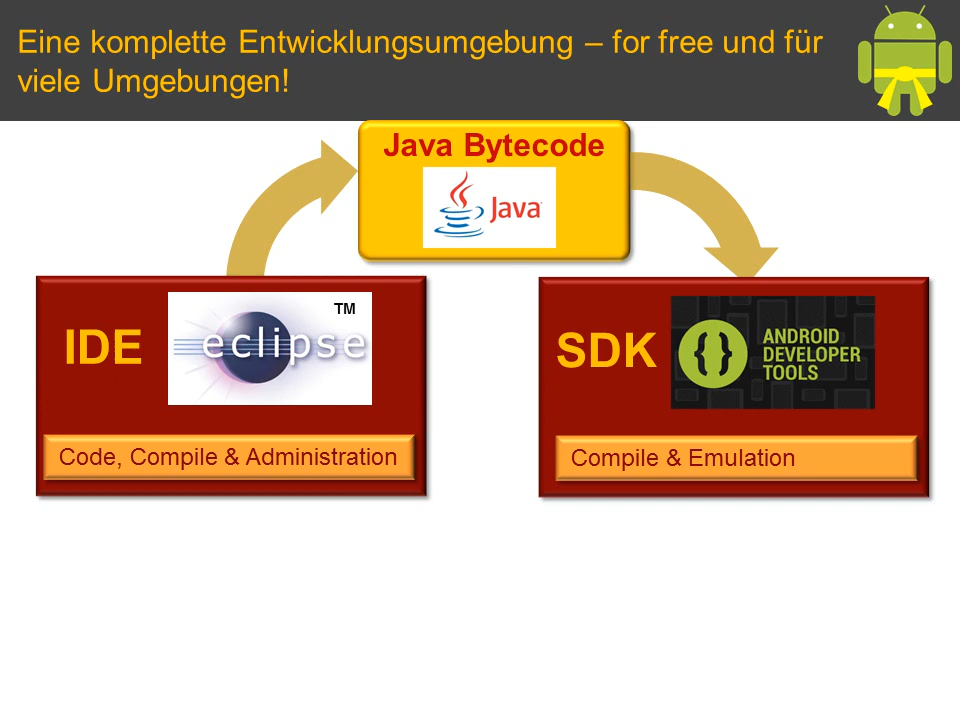 Eine komplette Entwicklungsumgebung – for free und für
viele Umgebungen!
Java Bytecode
Java
IDE
eclipse
TM
Code, Compile & Administration
SDK
ANDROID
DEVELOPER
TOOLS
Compile & Emulation